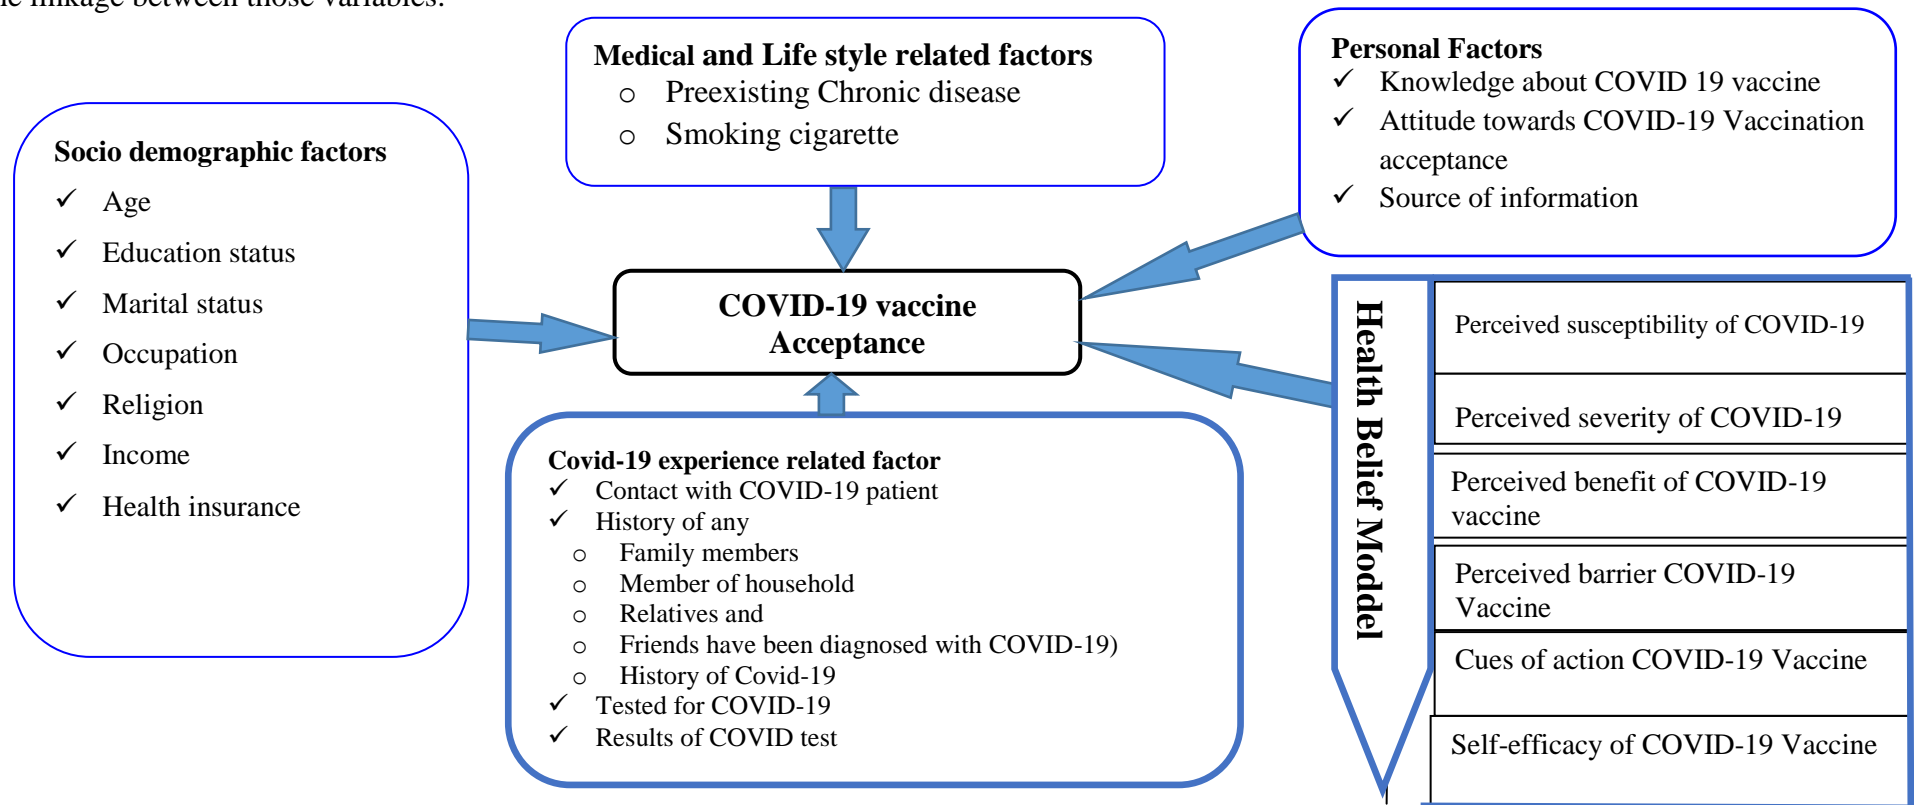 ne linkage between those variables.
Medical and Life style related factors
o Preexisting Chronic disease
o Smoking cigarette
Personal Factors
✓ Knowledge about COVID 19 vaccine
✓ Attitude towards COVID-19 Vaccination
acceptance
✓ Source of information
Socio demographic factors
✓ Age
✓ Education status
✓ Marital status
✓ Occupation
✓ Religion
✓ Income
✓ Health insurance
COVID-19 vaccine
Acceptance
Covid-19 experience related factor
✓ Contact with COVID-19 patient
✓ History of any
o Family members
o Member of household
o Relatives and
o Friends have been diagnosed with COVID-19)
o History of Covid-19
✓ Tested for COVID-19
✓ Results of COVID test
Health Belief Moddel
Perceived susceptibility of COVID-19
Perceived severity of COVID-19
Perceived benefit of COVID-19
vaccine
Perceived barrier COVID-19
Vaccine
Cues of action COVID-19 Vaccine
Self-efficacy of COVID-19 Vaccine